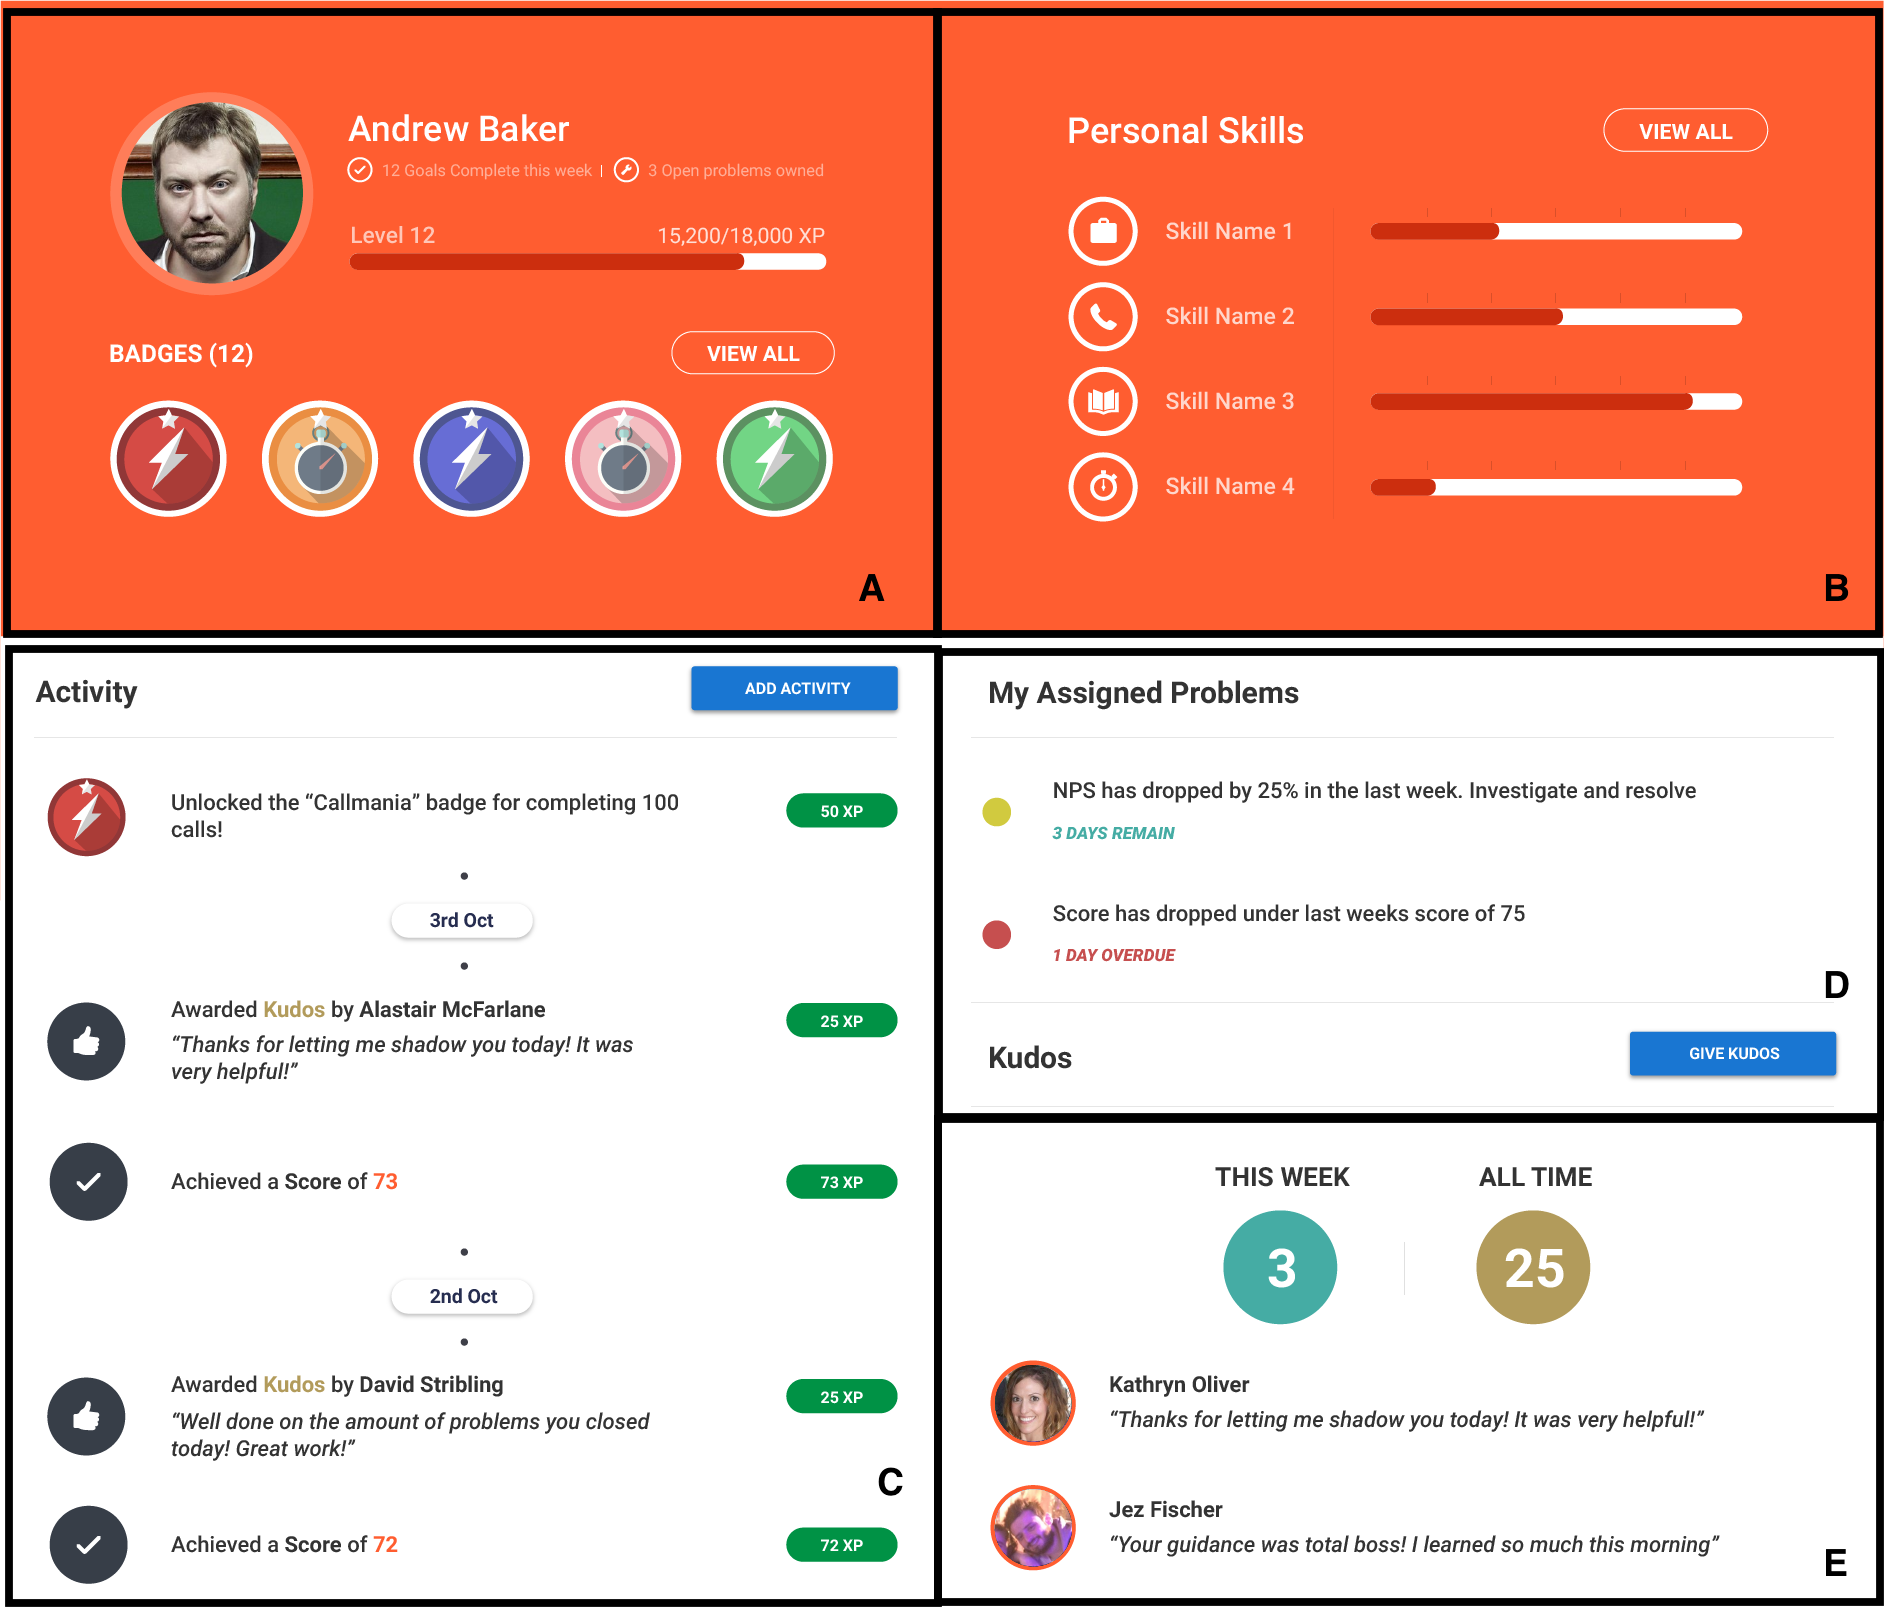 Andrew Baker
12 Goals Complete this week | 3 Open problems owned
Level 12 15,200/18,000 XP
BADGES (12) VIEW ALL
A
Personal Skills VIEW ALL
Skill Name 1
Skill Name 2
Skill Name 3
Skill Name 4
B
Activity ADD ACTIVITY
Unlocked the “Callmania” badge for completing 100
calls!
50 XP
3rd Oct
Awarded Kudos by Alastair McFarlane
“Thanks for letting me shadow you today! It was
very helpful!”
25 XP
Achieved a Score of 73
73 XP
2nd Oct
Awarded Kudos by David Stribling
“Well done on the amount of problems you closed
today! Great work!”
25 XP
C
Achieved a Score of 72
72 XP
My Assigned Problems
NPS has dropped by 25% in the last week. Investigate and resolve
3 DAYS REMAIN
Score has dropped under last weeks score of 75
1 DAY OVERDUE
D
Kudos GIVE KUDOS
THIS WEEK ALL TIME
3 25
Kathryn Oliver
“Thanks for letting me shadow you today! It was very helpful!”
Jez Fischer
“Your guidance was total boss! I learned so much this morning”
E